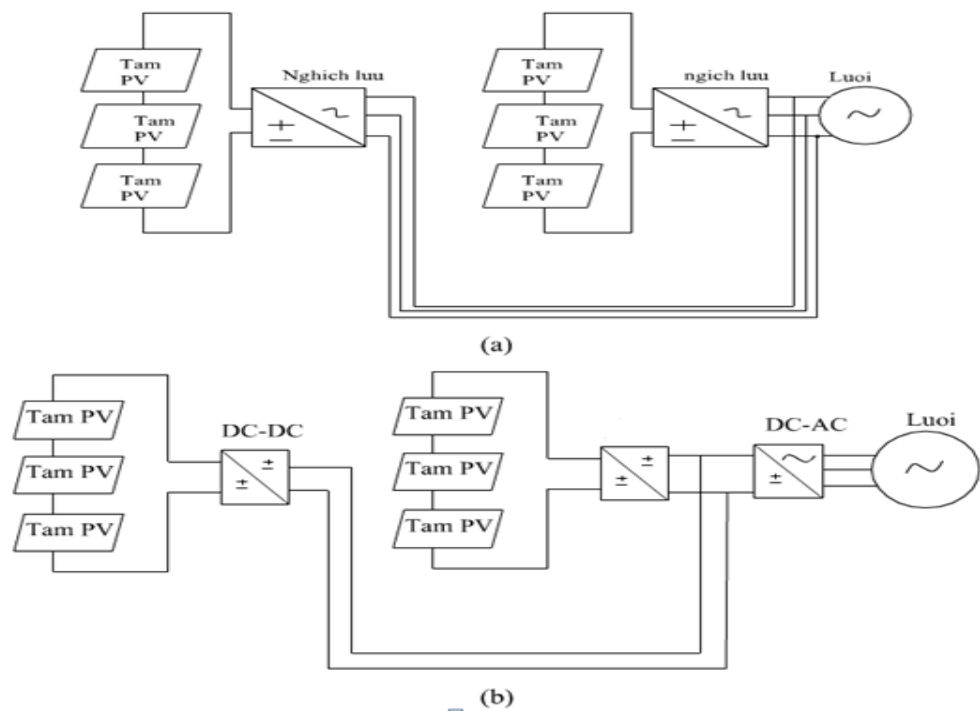 Tam
PV
Tam
PV
Tam
PV
Nghich luu
Tam
PV
Tam
PV
Tam
PV
ngich luu
Luoi
(a)
Tam PV
Tam PV
Tam PV
DC-DC
Tam PV
Tam PV
Tam PV
DC-AC
Luoi
(b)